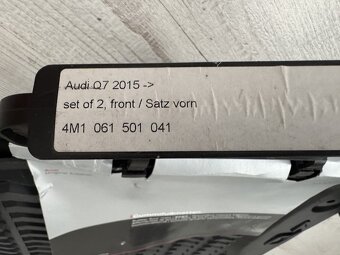 Audi Q7 2015 ->
set of 2, front / Satz vorn
4M1 061 501 041